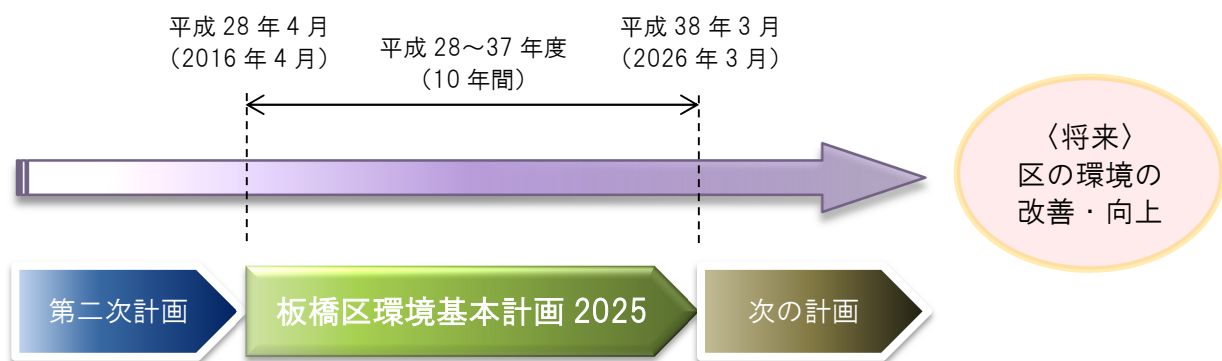 平成 28 年 4 月
（2016 年 4 月）
平成 28～37 年度
（10 年間）
平成 38 年 3 月
（2026 年 3 月）
〈将来〉
区の環境の
改善・向上
第二次計画
板橋区環境基本計画 2025
次の計画